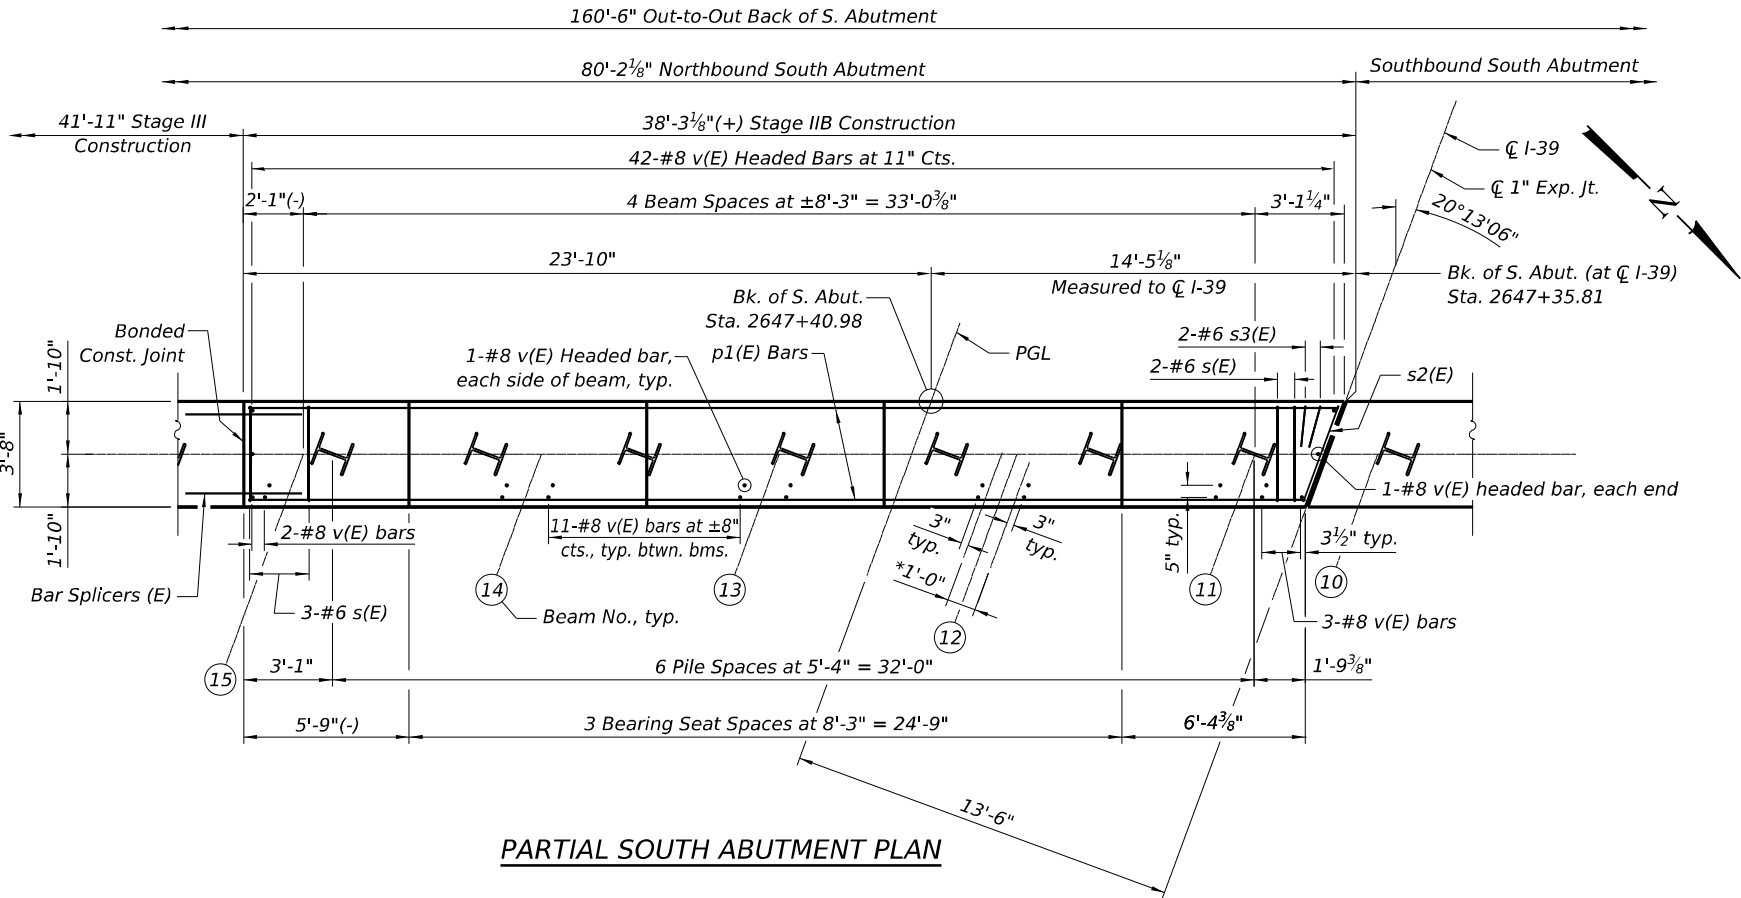 160'-6" Out-to-Out Back of S. Abutment
80'-2⅛" Northbound South Abutment
Southbound South Abutment
41'-11" Stage III
Construction
38'-3⅛"(+) Stage IIB Construction
42-#8 v(E) Headed Bars at 11" Cts.
℄ I-39
℄ 1" Exp. Jt.
20°13'06"
N
2'-1"(-)
4 Beam Spaces at ±8'-3" = 33'-0⅜"
3'-1¼"
23'-10"
14'-5⅛"
Measured to ℄ I-39
Bk. of S. Abut. (at ℄ I-39)
Sta. 2647+35.81
Bk. of S. Abut.
Sta. 2647+40.98
Bonded
Const. Joint
1-#8 v(E) Headed bar,
each side of beam, typ.
p1(E) Bars
PGL
2-#6 s3(E)
2-#6 s(E)
s2(E)
1'-10"
3'-8"
1'-10"
2-#8 v(E) bars
11-#8 v(E) bars at ±8"
cts., typ. btwn. bms.
3"
typ.
3"
typ.
*1'-0"
5" typ.
3½" typ.
1-#8 v(E) headed bar, each end
Bar Splicers (E)
3-#6 s(E)
14
Beam No., typ.
13
12
11
10
3-#8 v(E) bars
15
3'-1"
6 Pile Spaces at 5'-4" = 32'-0"
1'-9⅜"
5'-9"(-)
3 Bearing Seat Spaces at 8'-3" = 24'-9"
6'-4⅜"
13'-6"
PARTIAL SOUTH ABUTMENT PLAN